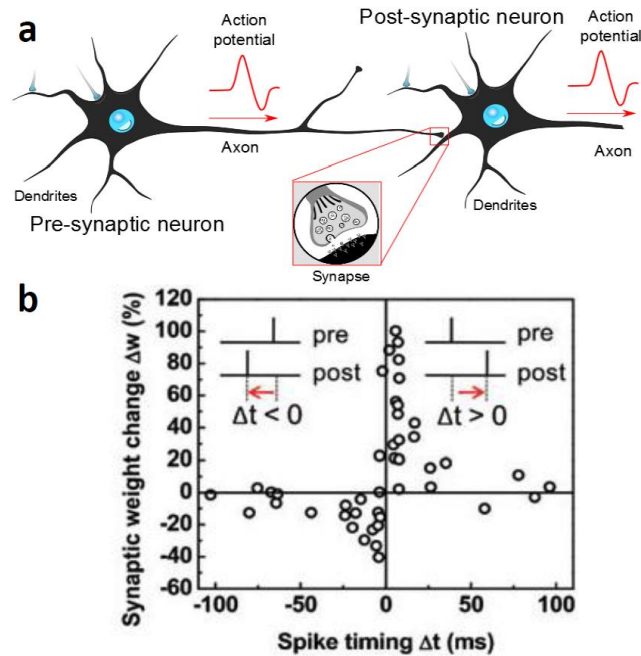 a
Post-synaptic neuron
Action
potential
Action
potential
Axon
Axon
Dendrites
Dendrites
Pre-synaptic neuron
Synapse
b
Synaptic weight change Δw (%)
120
100
80
60
40
20
0
-20
-40
-60
pre
post
Δt < 0
pre
post
Δt > 0
-100
-50
0
50
100
Spike timing Δt (ms)